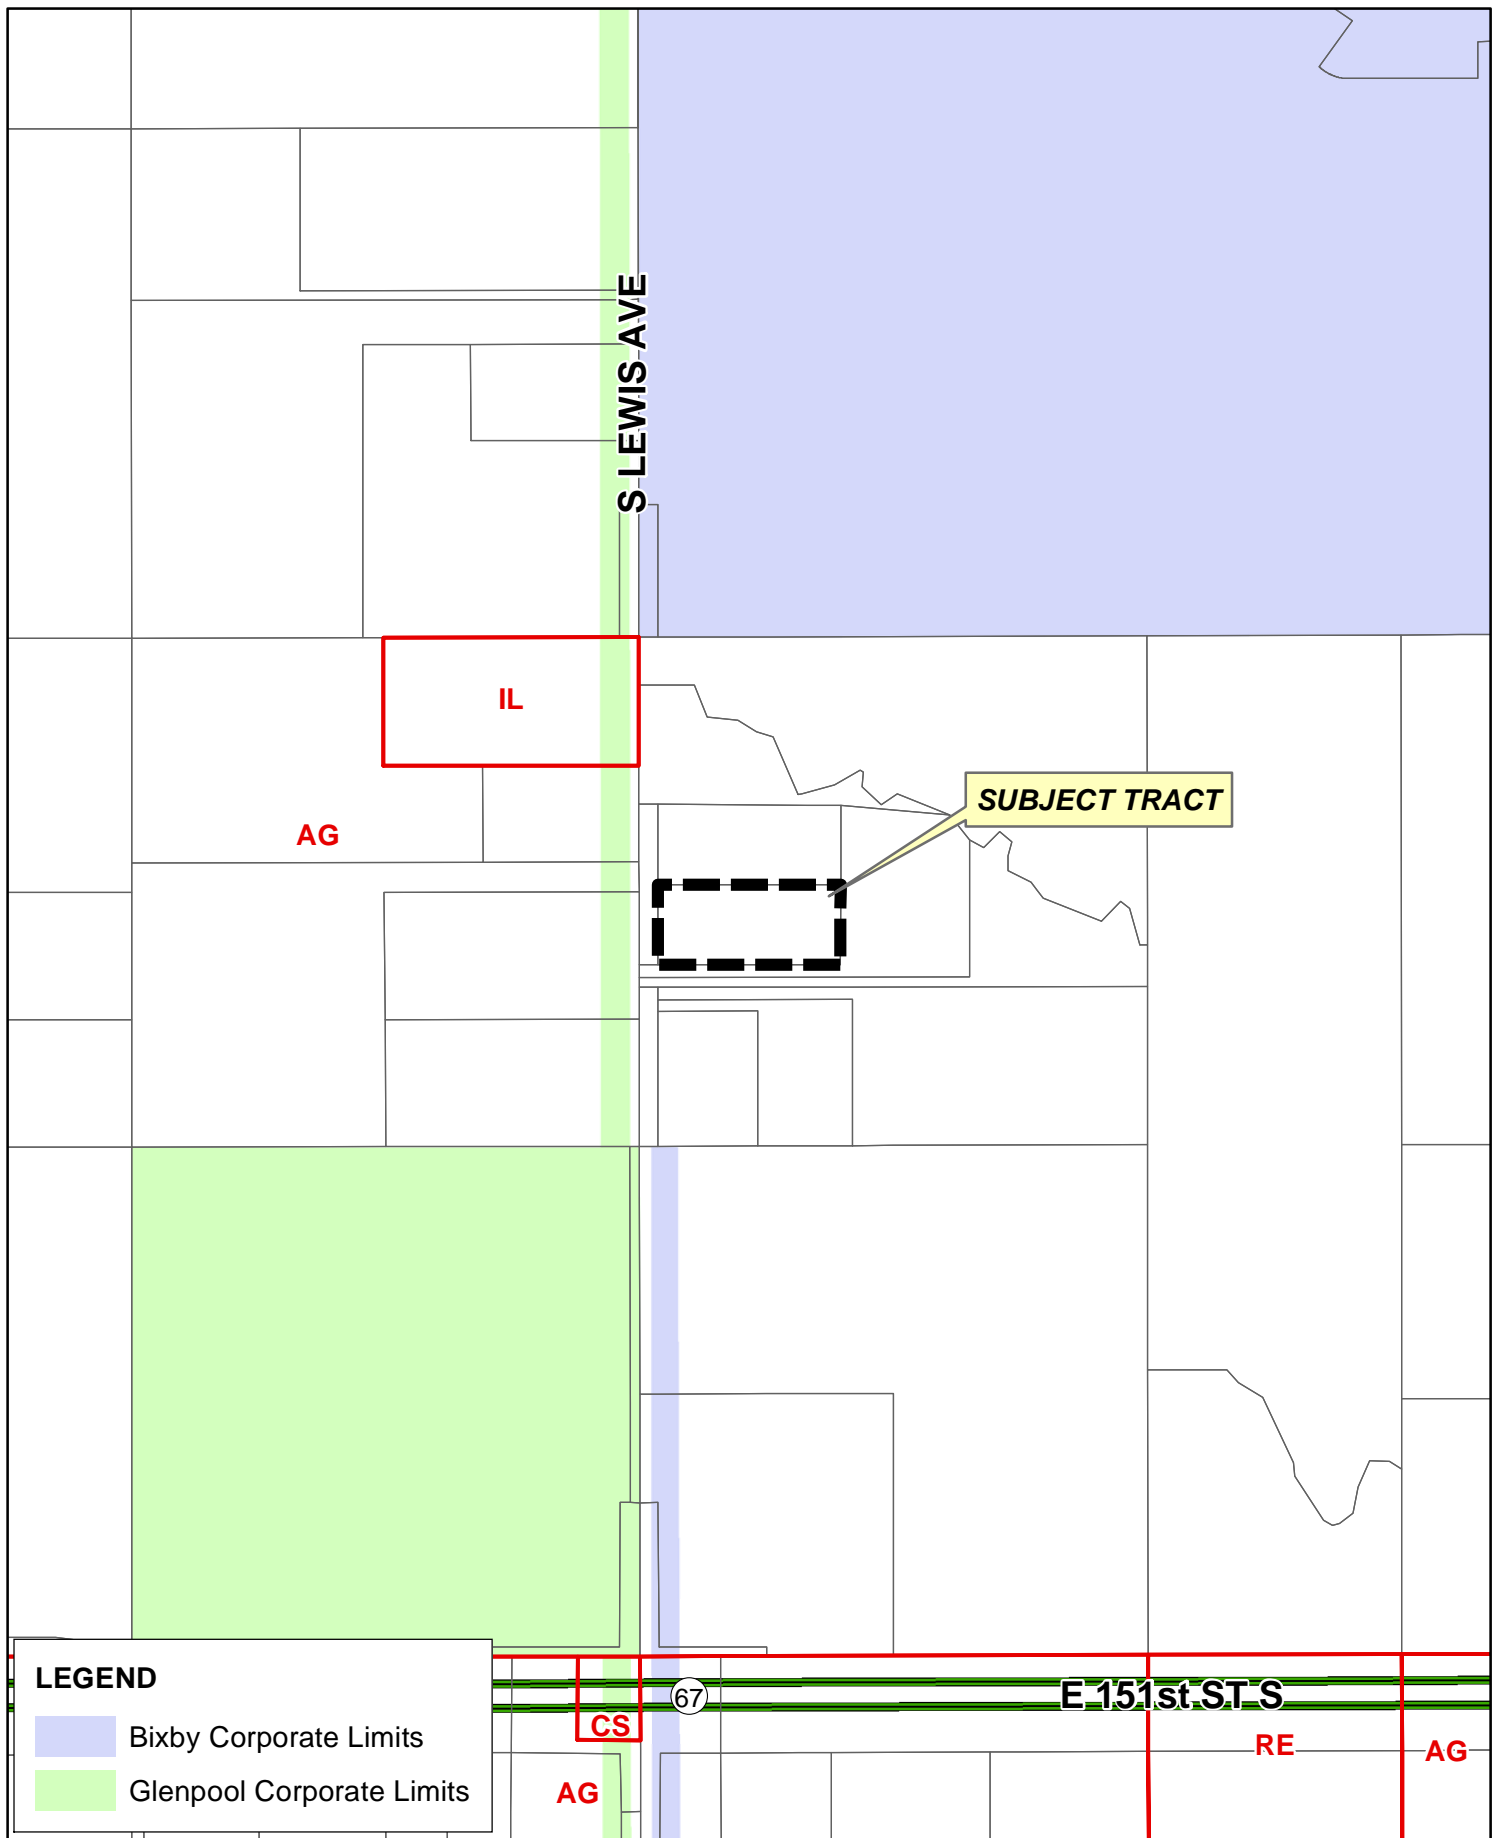 S LEWIS AVE
IL
SUBJECT TRACT
AG
LEGEND
Bixby Corporate Limits
Glenpool Corporate Limits
67
E 151st ST S
CS
RE
AG
AG